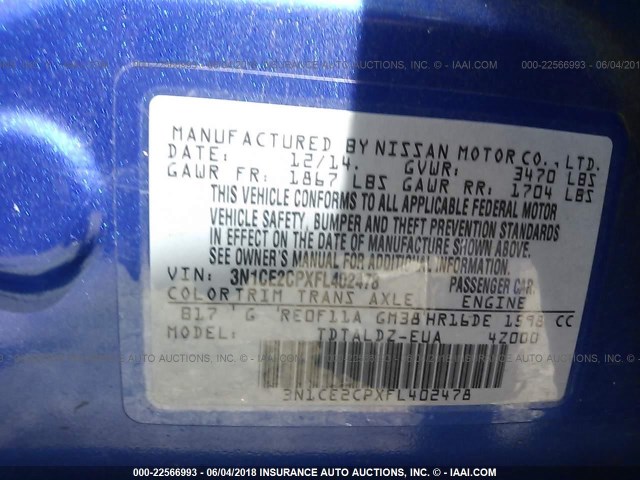 000-22566993 - 06/04/2018 INSURANCE AUTO AUCTIONS, INC. - IAAI.COM
000-22566993 - 06/04
MANUFACTURED BY NISSAN MOTOR CO., LTD.
DATE: 12/14. GVWR: 3470 LBS
GAWR FR: 1867 LBS GAWR RR: 1704 LBS
THIS VEHICLE CONFORMS TO ALL APPLICABLE FEDERAL MOTOR
VEHICLE SAFETY, BUMPER AND THEFT PREVENTION STANDARDS
IN EFFECT ON THE DATE OF MANUFACTURE SHOWN ABOVE.
SEE OWNER'S MANUAL FOR ADDITIONAL INFORMATION.
VIN: 3N1CE2CPXFL402478 PASSENGER CAR
COLOR TRIM TRANS AXLE ENGINE
B17 G RE0F11A GM38 HR16DE 1598 CC
MODEL: TDTALDZ-EUA 4Z000
3N1CE2CPXFL402478
000-22566993 - 06/04/2018 INSURANCE AUTO AUCTIONS, INC. - IAAI.COM